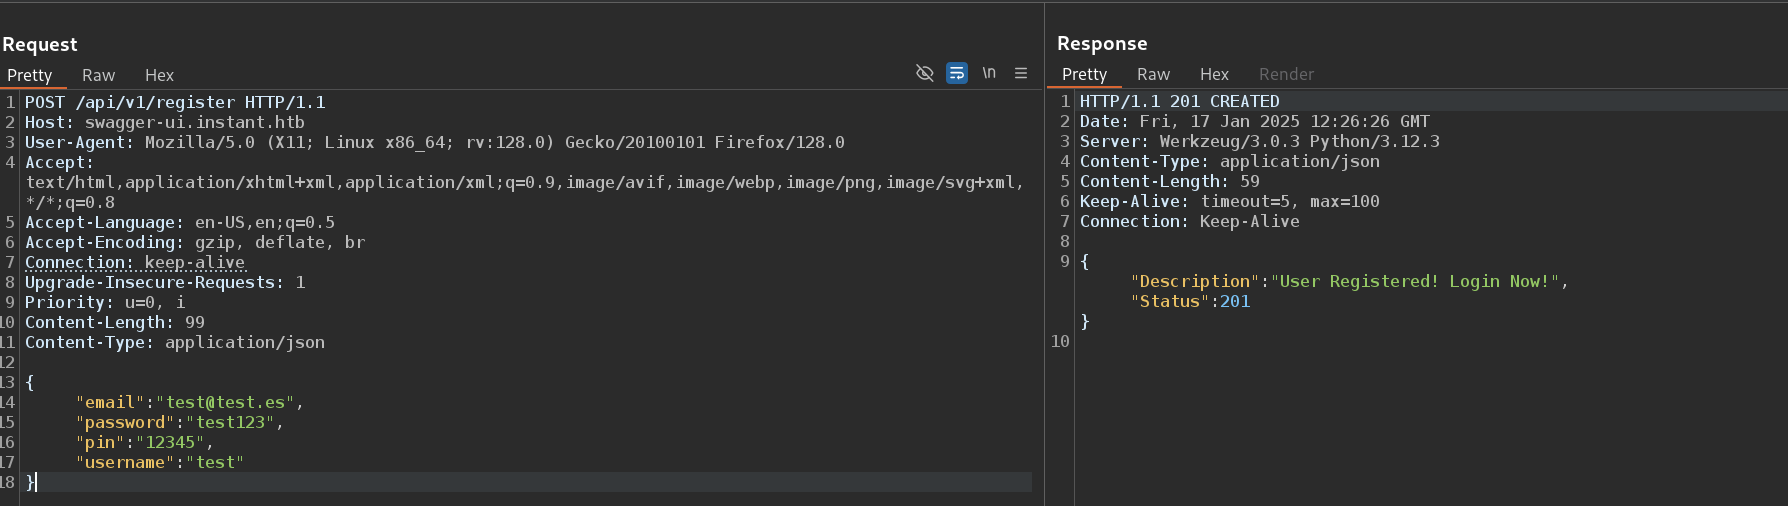 Request
Pretty Raw Hex \n
1 POST /api/v1/register HTTP/1.1
2 Host: swagger-ui.instant.htb
3 User-Agent: Mozilla/5.0 (X11; Linux x86_64; rv:128.0) Gecko/20100101 Firefox/128.0
4 Accept:
text/html,application/xhtml+xml,application/xml;q=0.9,image/avif,image/webp,image/png,image/svg+xml,
*/*;q=0.8
5 Accept-Language: en-US,en;q=0.5
6 Accept-Encoding: gzip, deflate, br
7 Connection: keep-alive
8 Upgrade-Insecure-Requests: 1
9 Priority: u=0, i
10 Content-Length: 99
11 Content-Type: application/json
12
13 {
14 "email":"test@test.es",
15 "password":"test123",
16 "pin":"12345",
17 "username":"test"
18 }
Response
Pretty Raw Hex Render
1 HTTP/1.1 201 CREATED
2 Date: Fri, 17 Jan 2025 12:26:26 GMT
3 Server: Werkzeug/3.0.3 Python/3.12.3
4 Content-Type: application/json
5 Content-Length: 59
6 Keep-Alive: timeout=5, max=100
7 Connection: Keep-Alive
8
9 {
"Description":"User Registered! Login Now!",
"Status":201
}
10